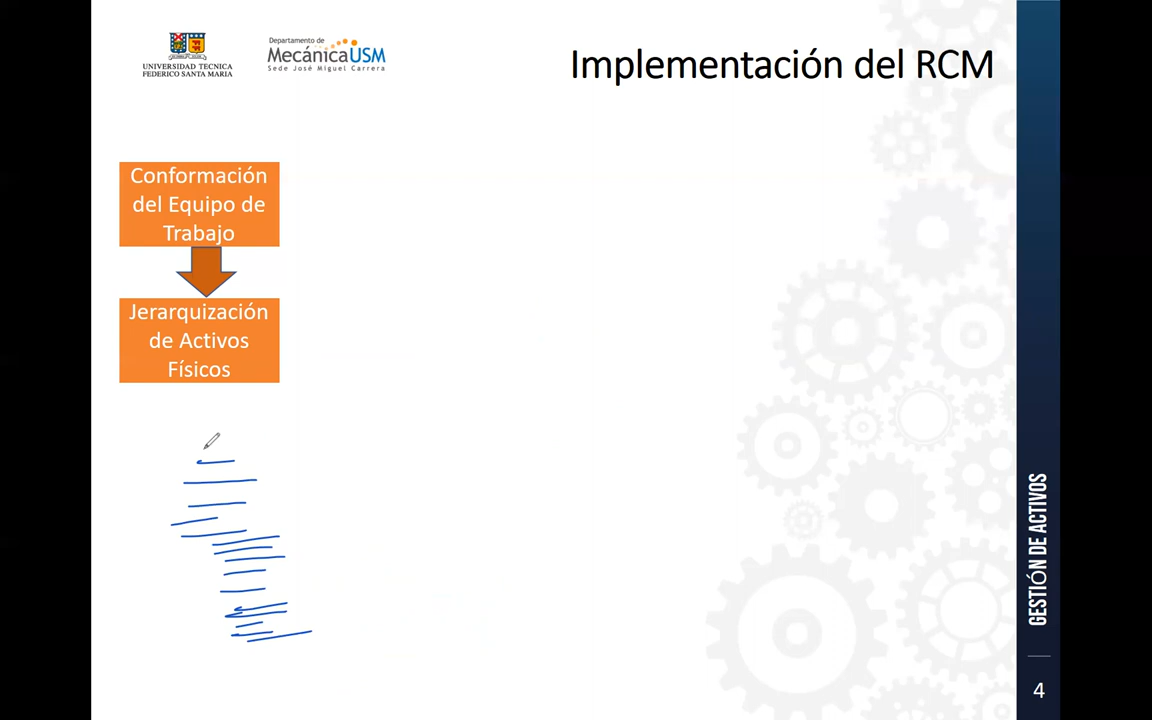 UNIVERSIDAD TECNICA
FEDERICO SANTA MARIA
Departamento de
MecánicaUSM
Sede José Miguel Carrera
Implementación del RCM
Conformación
del Equipo de
Trabajo
Jerarquización
de Activos
Físicos
GESTIÓN DE ACTIVOS
4